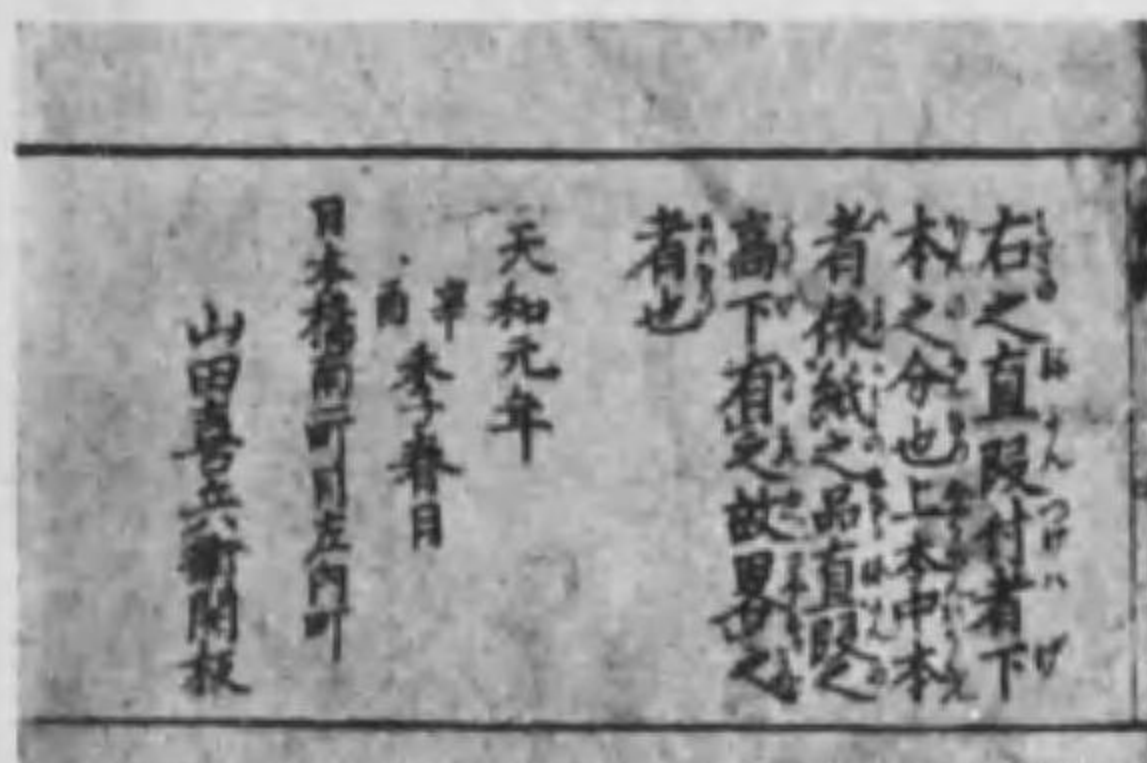 右之直段付者下
本之分也上本中本
者依紙之品直段之
高下有之故畧之
者也
天和元年
辛酉季春日
日本橋南一町目左内町
山田喜兵衛開板